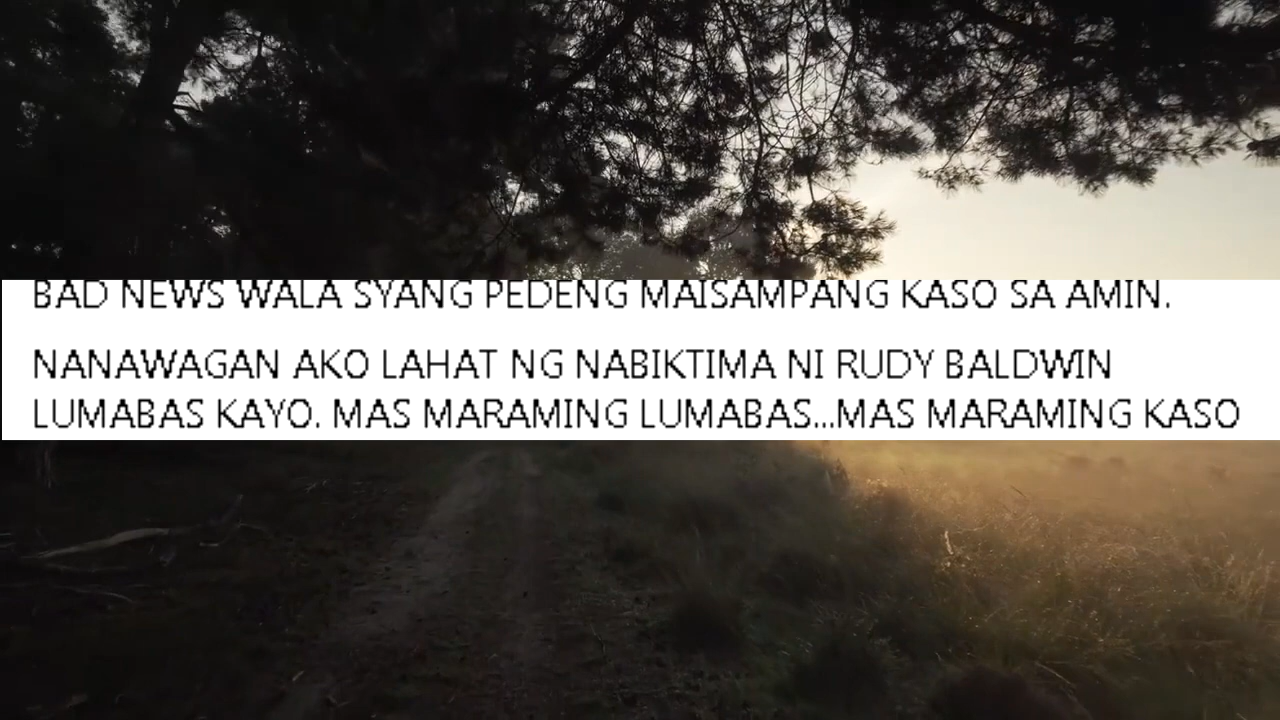 BAD NEWS WALA SYANG PEDENG MAISAMPANG KASO SA AMIN.
NANAWAGAN AKO LAHAT NG NABIKTIMA NI RUDY BALDWIN
LUMABAS KAYO. MAS MARAMING LUMABAS...MAS MARAMING KASO